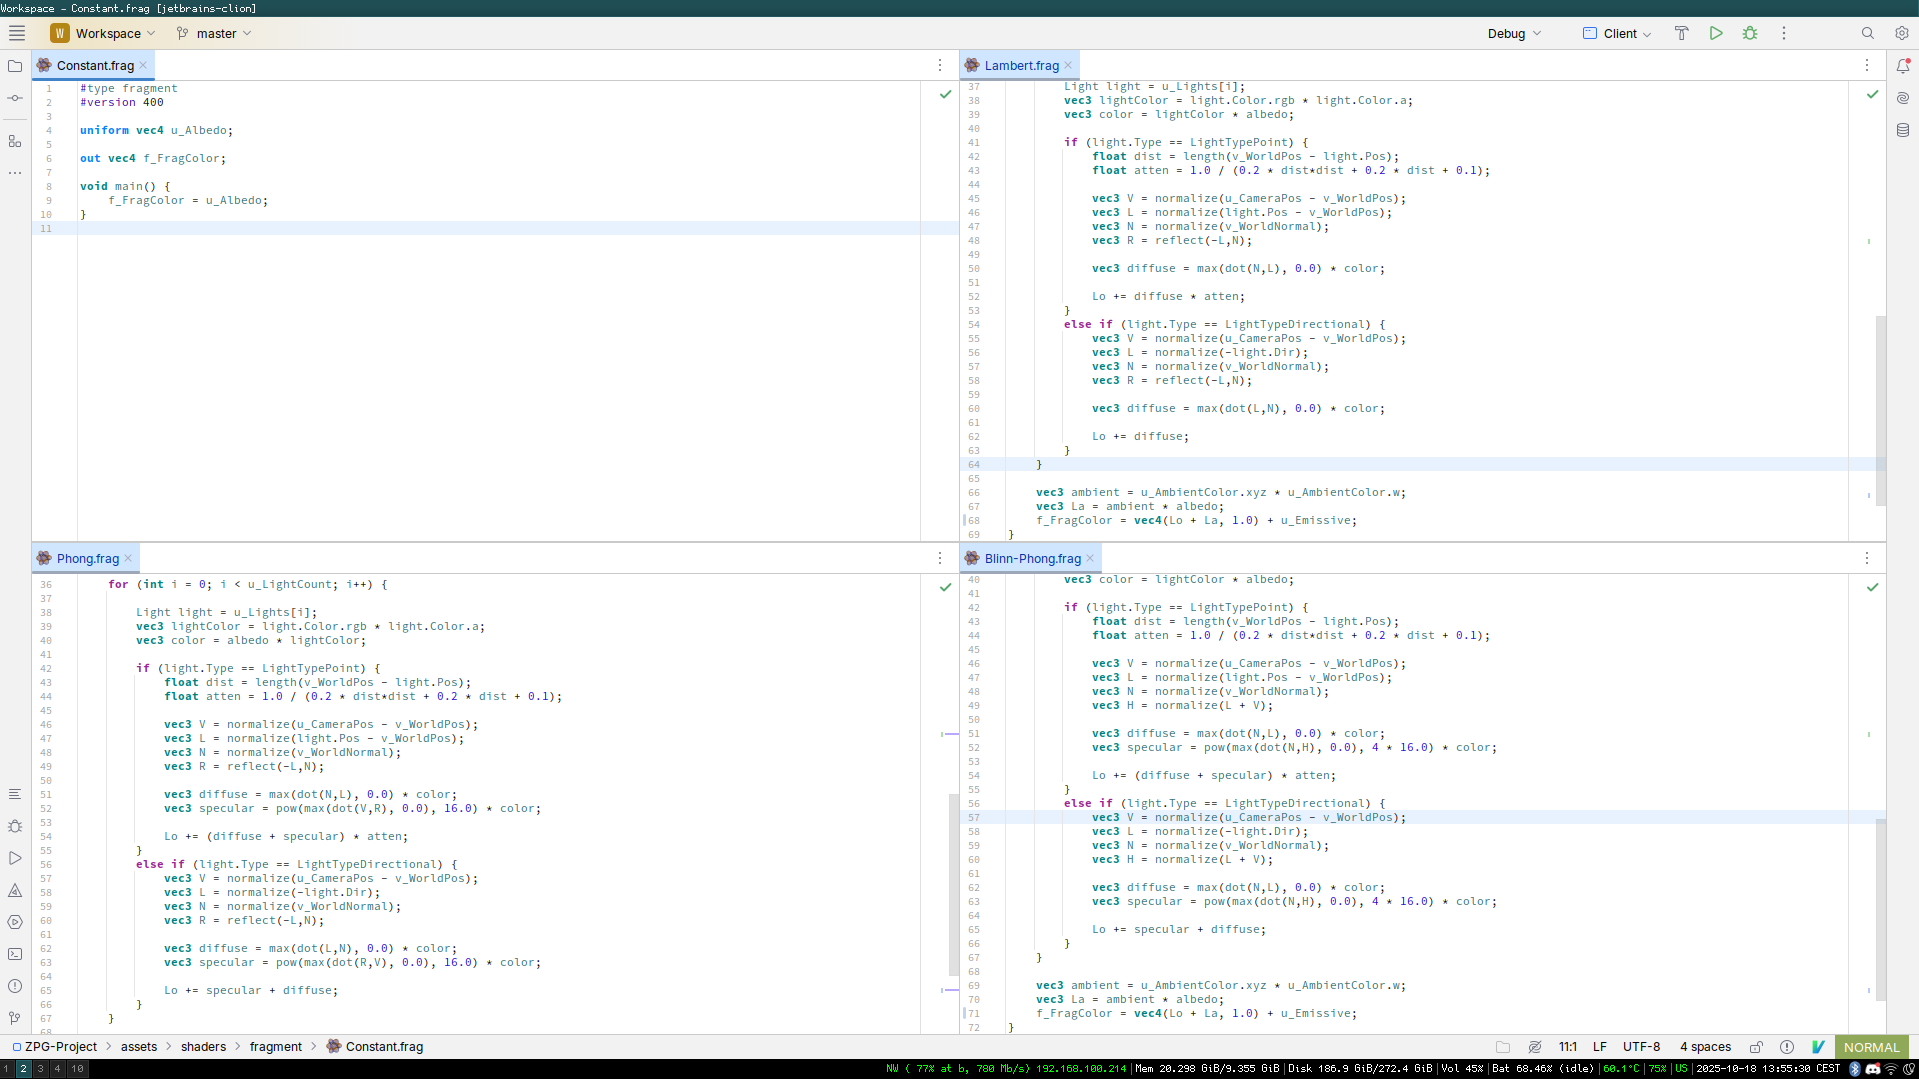 Workspace – Constant.frag [jetbrains-clion]
W Workspace master Debug Client
Constant.frag
1 #type fragment
2 #version 400
3
4 uniform vec4 u_Albedo;
5
6 out vec4 f_FragColor;
7
8 void main() {
9 f_FragColor = u_Albedo;
10 }
11
Lambert.frag
37 Light light = u_Lights[i];
38 vec3 lightColor = light.Color.rgb * light.Color.a;
39 vec3 color = lightColor * albedo;
40
41 if (light.Type == LightTypePoint) {
42 float dist = length(v_WorldPos - light.Pos);
43 float atten = 1.0 / (0.2 * dist*dist + 0.2 * dist + 0.1);
44
45 vec3 V = normalize(u_CameraPos - v_WorldPos);
46 vec3 L = normalize(light.Pos - v_WorldPos);
47 vec3 N = normalize(v_WorldNormal);
48 vec3 R = reflect(-L,N);
49
50 vec3 diffuse = max(dot(N,L), 0.0) * color;
51
52 Lo += diffuse * atten;
53 }
54 else if (light.Type == LightTypeDirectional) {
55 vec3 V = normalize(u_CameraPos - v_WorldPos);
56 vec3 L = normalize(-light.Dir);
57 vec3 N = normalize(v_WorldNormal);
58 vec3 R = reflect(-L,N);
59
60 vec3 diffuse = max(dot(L,N), 0.0) * color;
61
62 Lo += diffuse;
63 }
64 }
65
66 vec3 ambient = u_AmbientColor.xyz * u_AmbientColor.w;
67 vec3 La = ambient * albedo;
68 f_FragColor = vec4(Lo + La, 1.0) + u_Emissive;
69 }
Phong.frag
36 for (int i = 0; i < u_LightCount; i++) {
37
38 Light light = u_Lights[i];
39 vec3 lightColor = light.Color.rgb * light.Color.a;
40 vec3 color = albedo * lightColor;
41
42 if (light.Type == LightTypePoint) {
43 float dist = length(v_WorldPos - light.Pos);
44 float atten = 1.0 / (0.2 * dist*dist + 0.2 * dist + 0.1);
45
46 vec3 V = normalize(u_CameraPos - v_WorldPos);
47 vec3 L = normalize(light.Pos - v_WorldPos);
48 vec3 N = normalize(v_WorldNormal);
49 vec3 R = reflect(-L,N);
50
51 vec3 diffuse = max(dot(N,L), 0.0) * color;
52 vec3 specular = pow(max(dot(V,R), 0.0), 16.0) * color;
53
54 Lo += (diffuse + specular) * atten;
55 }
56 else if (light.Type == LightTypeDirectional) {
57 vec3 V = normalize(u_CameraPos - v_WorldPos);
58 vec3 L = normalize(-light.Dir);
59 vec3 N = normalize(v_WorldNormal);
60 vec3 R = reflect(-L,N);
61
62 vec3 diffuse = max(dot(L,N), 0.0) * color;
63 vec3 specular = pow(max(dot(R,V), 0.0), 16.0) * color;
64
65 Lo += specular + diffuse;
66 }
67 }
68
Blinn-Phong.frag
40 vec3 color = lightColor * albedo;
41
42 if (light.Type == LightTypePoint) {
43 float dist = length(v_WorldPos - light.Pos);
44 float atten = 1.0 / (0.2 * dist*dist + 0.2 * dist + 0.1);
45
46 vec3 V = normalize(u_CameraPos - v_WorldPos);
47 vec3 L = normalize(light.Pos - v_WorldPos);
48 vec3 N = normalize(v_WorldNormal);
49 vec3 H = normalize(L + V);
50
51 vec3 diffuse = max(dot(N,L), 0.0) * color;
52 vec3 specular = pow(max(dot(N,H), 0.0), 4 * 16.0) * color;
53
54 Lo += (diffuse + specular) * atten;
55 }
56 else if (light.Type == LightTypeDirectional) {
57 vec3 V = normalize(u_CameraPos - v_WorldPos);
58 vec3 L = normalize(-light.Dir);
59 vec3 N = normalize(v_WorldNormal);
60 vec3 H = normalize(L + V);
61
62 vec3 diffuse = max(dot(N,L), 0.0) * color;
63 vec3 specular = pow(max(dot(N,H), 0.0), 4 * 16.0) * color;
64
65 Lo += specular + diffuse;
66 }
67 }
68
69 vec3 ambient = u_AmbientColor.xyz * u_AmbientColor.w;
70 vec3 La = ambient * albedo;
71 f_FragColor = vec4(Lo + La, 1.0) + u_Emissive;
72 }
ZPG-Project > assets > shaders > fragment > Constant.frag 11:1 LF UTF-8 4 spaces NORMAL
1 2 3 4 10 NW ( 77% at b, 780 Mb/s) 192.168.100.214|Mem 20.298 GiB/9.355 GiB|Disk 186.9 GiB/272.4 GiB|Vol 45%|Bat 68.46% (idle)|60.1°C|75%|US|2025-10-18 13:55:30 CEST